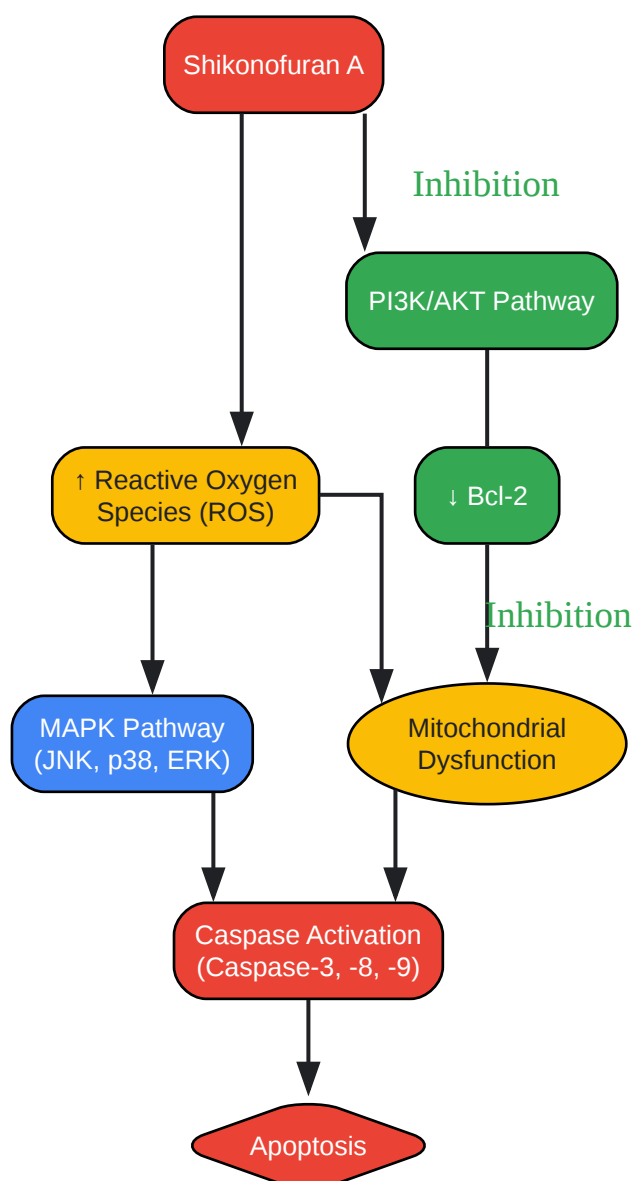 Shikonofuran A
Inhibition
PI3K/AKT Pathway
↑ Reactive Oxygen
Species (ROS)
↓ Bcl-2
Inhibition
MAPK Pathway
(JNK, p38, ERK)
Mitochondrial
Dysfunction
Caspase Activation
(Caspase-3, -8, -9)
Apoptosis